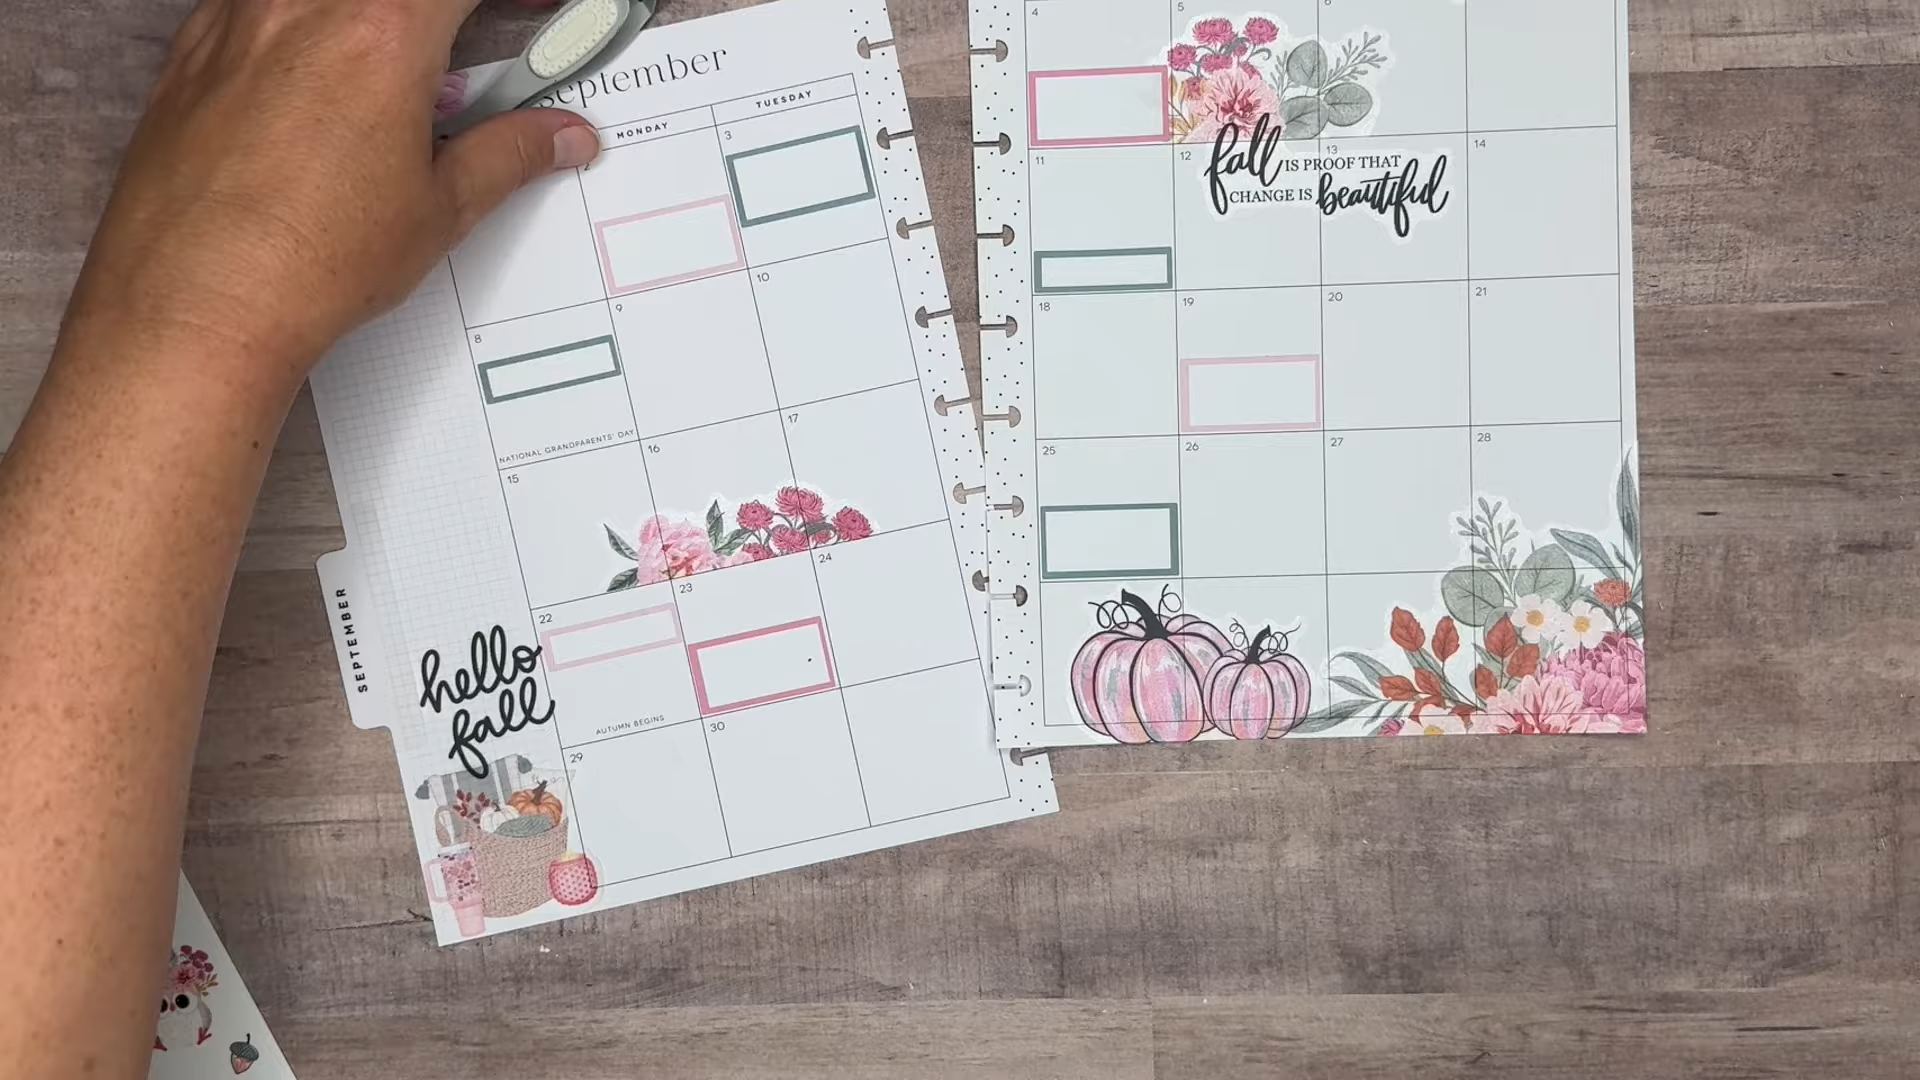 september
MONDAY
TUESDAY
2
3
8
9
10
NATIONAL GRANDPARENTS' DAY
15
16
17
22
23
24
AUTUMN BEGINS
29
30
SEPTEMBER
hello
fall
4
5
6
11
12
13
14
fall IS PROOF THAT
CHANGE IS beautiful
18
19
20
21
25
26
27
28